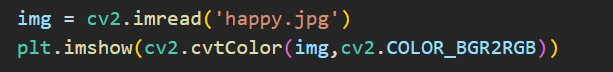 img = cv2.imread('happy.jpg')
plt.imshow(cv2.cvtColor(img,cv2.COLOR_BGR2RGB))